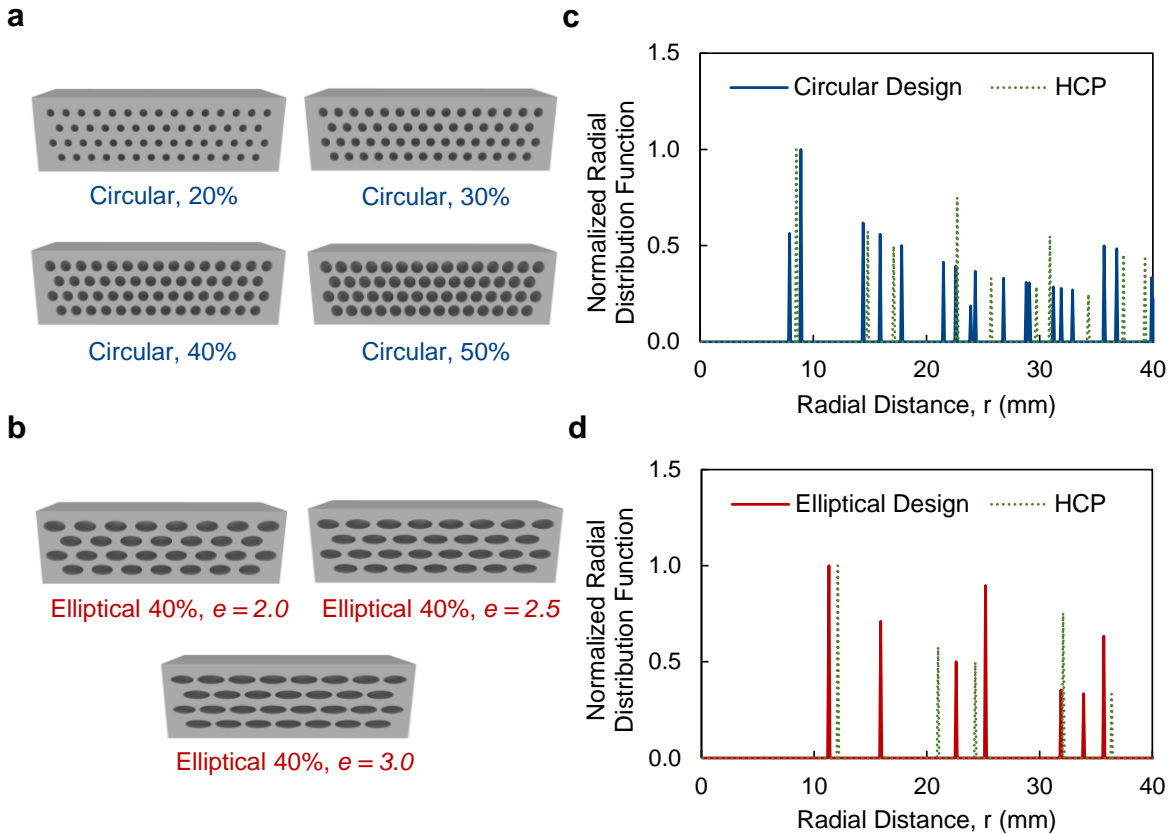 a
Circular, 20%
Circular, 30%
Circular, 40%
Circular, 50%
b
Elliptical 40%, e = 2.0
Elliptical 40%, e = 2.5
Elliptical 40%, e = 3.0
c
Normalized Radial
Distribution Function
1.5
1.0
0.5
0.0
Circular Design
HCP
0
10
20
30
40
Radial Distance, r (mm)
d
Normalized Radial
Distribution Function
1.5
1.0
0.5
0.0
Elliptical Design
HCP
0
10
20
30
40
Radial Distance, r (mm)